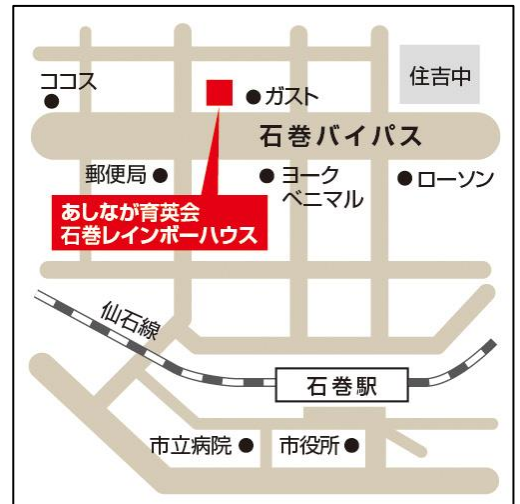 ココス
ガスト
住吉中
石巻バイパス
郵便局
ヨーク
ベニマル
ローソン
あしなが育英会
石巻レインボーハウス
仙石線
石巻駅
市立病院
市役所